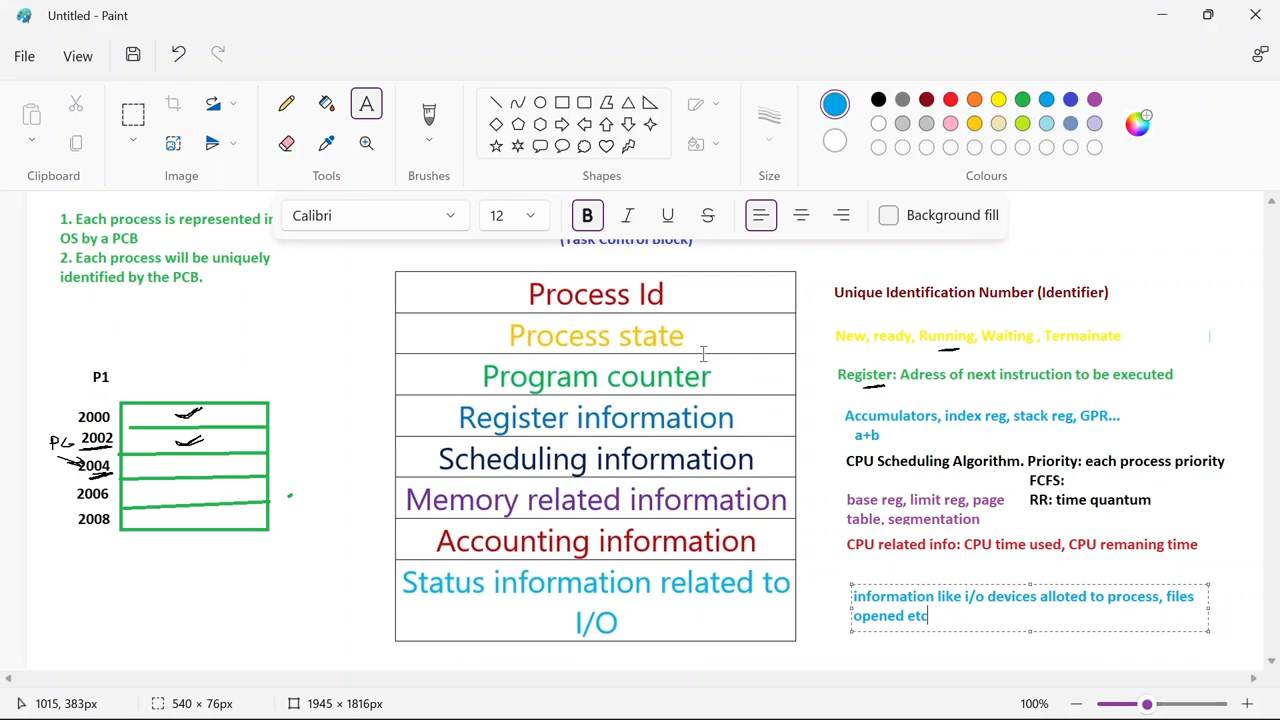 Untitled - Paint
File View
Clipboard
Image
Tools
Brushes
Shapes
Size
Colours
Calibri
12
B I U S
Background fill
1. Each process is represented in
OS by a PCB
2. Each process will be uniquely
identified by the PCB.
(Task Control Block)
Process Id
Process state
Program counter
Register information
Scheduling information
Memory related information
Accounting information
Status information related to
I/O
Unique Identification Number (Identifier)
New, ready, Running, Waiting , Termainate
Register: Adress of next instruction to be executed
Accumulators, index reg, stack reg, GPR...
a+b
CPU Scheduling Algorithm. Priority: each process priority
FCFS:
RR: time quantum
base reg, limit reg, page
table, segmentation
CPU related info: CPU time used, CPU remaning time
information like i/o devices alloted to process, files
opened etc
P1
2000
PC 2002
2004
2006
2008
1015, 383px
540 × 76px
1945 × 1816px
100%